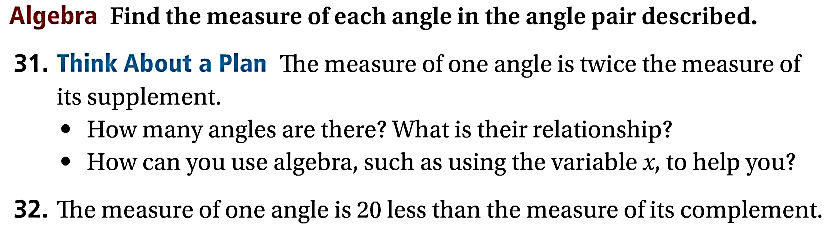 Algebra Find the measure of each angle in the angle pair described.
31. Think About a Plan The measure of one angle is twice the measure of
its supplement.
• How many angles are there? What is their relationship?
• How can you use algebra, such as using the variable x, to help you?
32. The measure of one angle is 20 less than the measure of its complement.